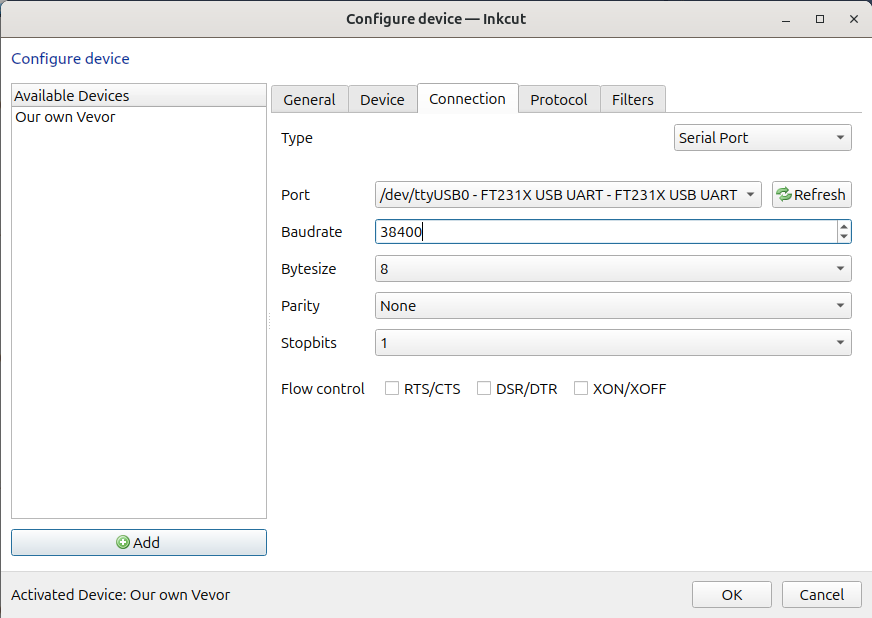 Configure device — Inkcut
Configure device
Available Devices
Our own Vevor
Add
General Device Connection Protocol Filters
Type Serial Port
Port /dev/ttyUSB0 - FT231X USB UART - FT231X USB UART Refresh
Baudrate 38400
Bytesize 8
Parity None
Stopbits 1
Flow control RTS/CTS DSR/DTR XON/XOFF
Activated Device: Our own Vevor OK Cancel